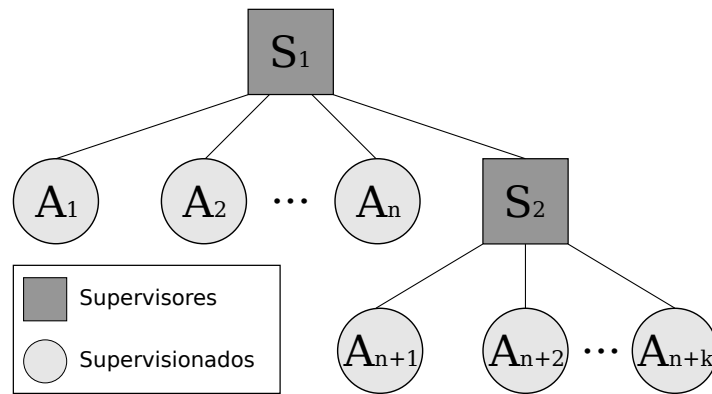 S1
A1 A2 ... An S2
Supervisores
Supervisionados
An+1 An+2 ... An+k